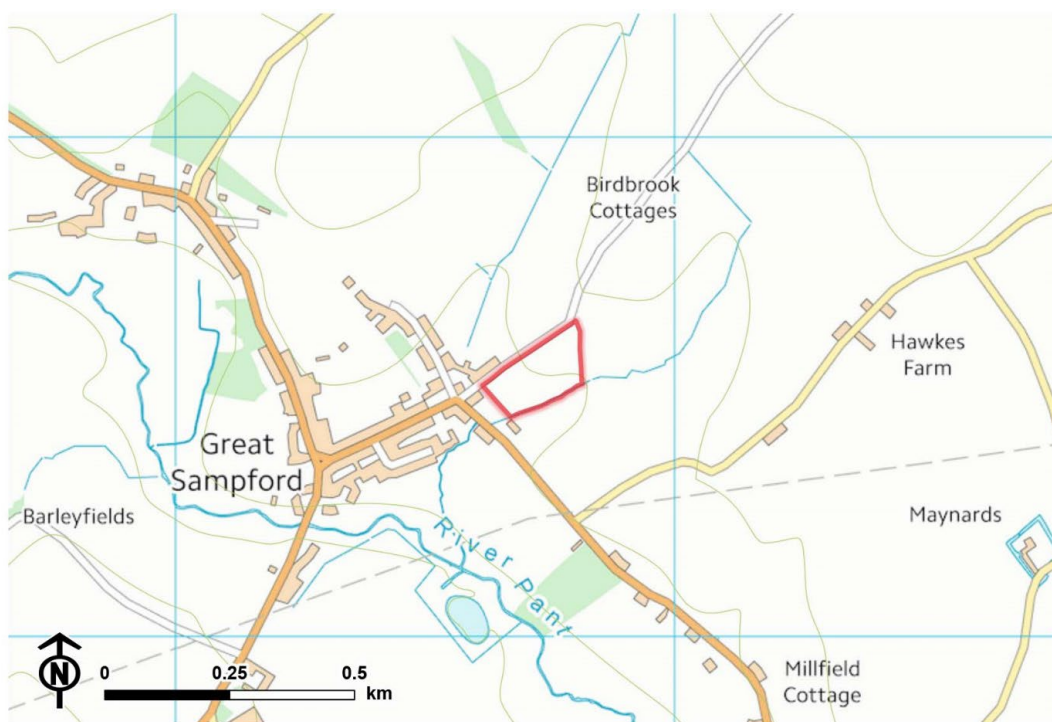 Birdbrook
Cottages
Hawkes
Farm
Great
Sampford
Barleyfields
Maynards
River Pant
Millfield
Cottage
N
0 0.25 0.5
km